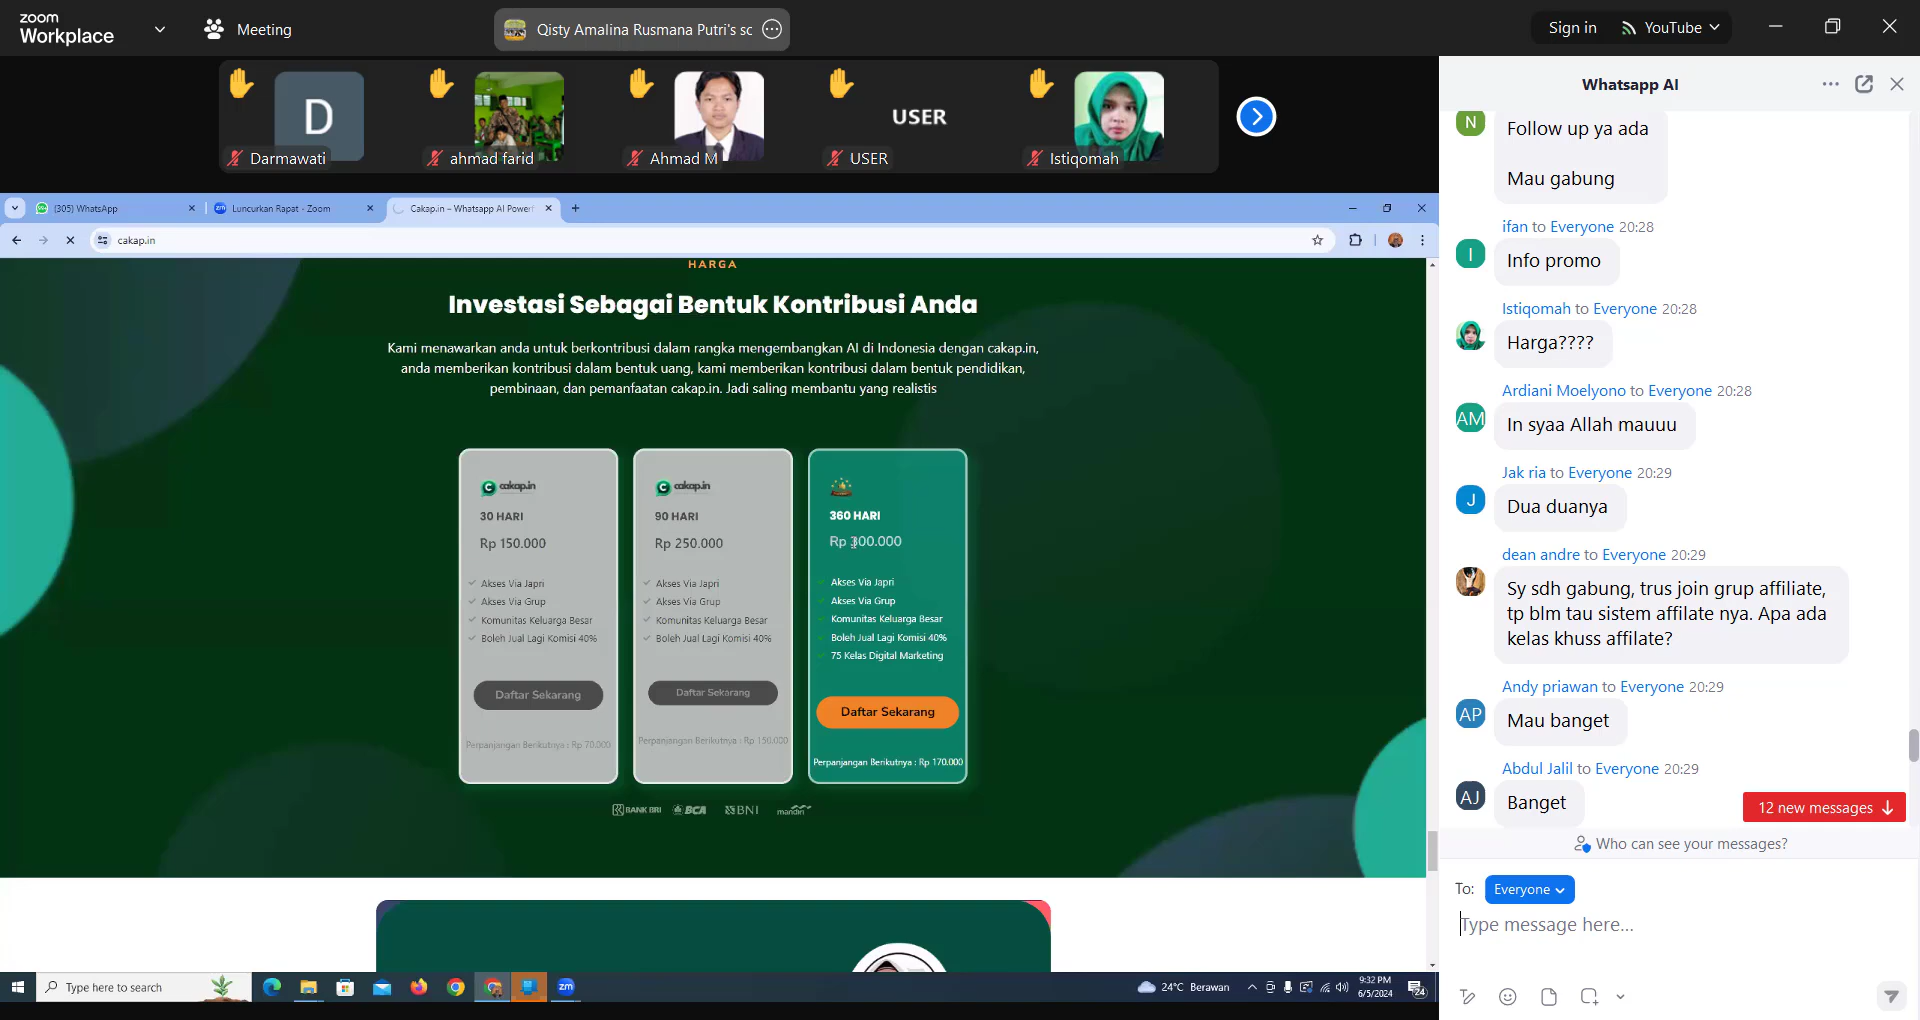 zoom
Workplace
Meeting
Qisty Amalina Rusmana Putri's sc
Sign in
YouTube
D
Darmawati
ahmad farid
Ahmad M
USER
USER
Istiqomah
(305) WhatsApp
Luncurkan Rapat - Zoom
Cakap.in – Whatsapp AI Powerf
cakap.in
HARGA
Investasi Sebagai Bentuk Kontribusi Anda
Kami menawarkan anda untuk berkontribusi dalam rangka mengembangkan AI di Indonesia dengan cakap.in,
anda memberikan kontribusi dalam bentuk uang, kami memberikan kontribusi dalam bentuk pendidikan,
pembinaan, dan pemanfaatan cakap.in. Jadi saling membantu yang realistis
cakap.in
30 HARI
Rp 150.000
Akses Via Japri
Akses Via Grup
Komunitas Keluarga Besar
Boleh Jual Lagi Komisi 40%
Daftar Sekarang
Perpanjangan Berikutnya : Rp 70.000
cakap.in
90 HARI
Rp 250.000
Akses Via Japri
Akses Via Grup
Komunitas Keluarga Besar
Boleh Jual Lagi Komisi 40%
Daftar Sekarang
Perpanjangan Berikutnya : Rp 150.000
360 HARI
Rp 300.000
Akses Via Japri
Akses Via Grup
Komunitas Keluarga Besar
Boleh Jual Lagi Komisi 40%
75 Kelas Digital Marketing
Daftar Sekarang
Perpanjangan Berikutnya : Rp 170.000
BANK BRI
BCA
BNI
mandiri
Type here to search
zm
24°C Berawan
9:32 PM
6/5/2024
24
Whatsapp AI
N
Follow up ya ada
Mau gabung
ifan to Everyone 20:28
I
Info promo
Istiqomah to Everyone 20:28
Harga????
Ardiani Moelyono to Everyone 20:28
AM
In syaa Allah mauuu
Jak ria to Everyone 20:29
J
Dua duanya
dean andre to Everyone 20:29
Sy sdh gabung, trus join grup affiliate,
tp blm tau sistem affilate nya. Apa ada
kelas khuss affilate?
Andy priawan to Everyone 20:29
AP
Mau banget
Abdul Jalil to Everyone 20:29
AJ
Banget
12 new messages
Who can see your messages?
To:
Everyone
Type message here...